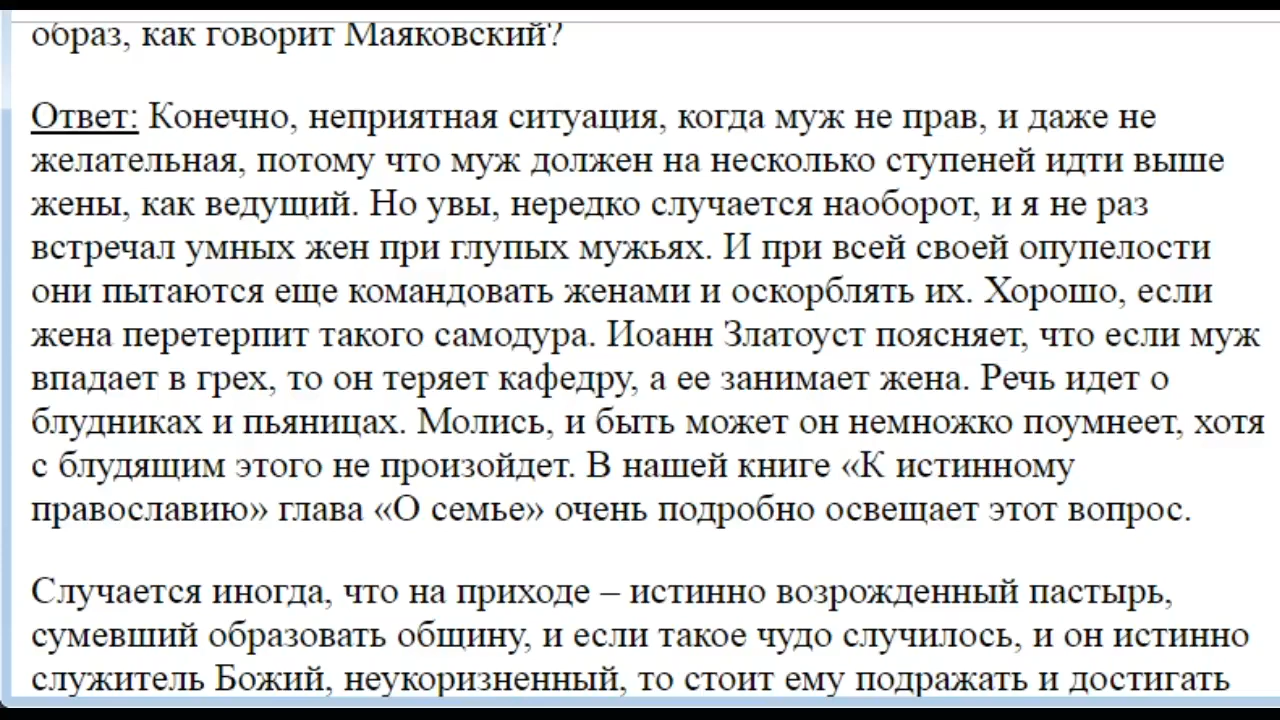 образ, как говорит Маяковский?
Ответ: Конечно, неприятная ситуация, когда муж не прав, и даже не
желательная, потому что муж должен на несколько ступеней идти выше
жены, как ведущий. Но увы, нередко случается наоборот, и я не раз
встречал умных жен при глупых мужьях. И при всей своей опупелости
они пытаются еще командовать женами и оскорблять их. Хорошо, если
жена перетерпит такого самодура. Иоанн Златоуст поясняет, что если муж
впадает в грех, то он теряет кафедру, а ее занимает жена. Речь идет о
блудниках и пьяницах. Молись, и быть может он немножко поумнеет, хотя
с блудящим этого не произойдет. В нашей книге «К истинному
православию» глава «О семье» очень подробно освещает этот вопрос.
Случается иногда, что на приходе – истинно возрожденный пастырь,
сумевший образовать общину, и если такое чудо случилось, и он истинно
служитель Божий, неукоризненный, то стоит ему подражать и достигать